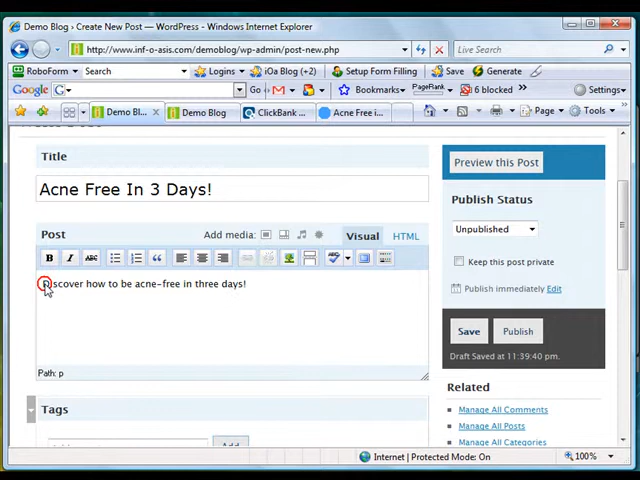 Demo Blog › Create New Post — WordPress - Windows Internet Explorer
http://www.inf-o-asis.com/demoblog/wp-admin/post-new.php
Live Search
RoboForm Search Logins iOa Blog (+2) Setup Form Filling Save Generate
Google G Go Bookmarks PageRank 6 blocked Settings
Demo Bl... Demo Blog ClickBank ... Acne Free i... Page Tools
Title
Acne Free In 3 Days!
Post Add media: Visual HTML
B I ABC
Discover how to be acne-free in three days!
Path: p
Tags
Add
Preview this Post
Publish Status
Unpublished
Keep this post private
Publish immediately Edit
Save Publish
Draft Saved at 11:39:40 pm.
Related
Manage All Comments
Manage All Posts
Manage All Categories
Internet | Protected Mode: On 100%